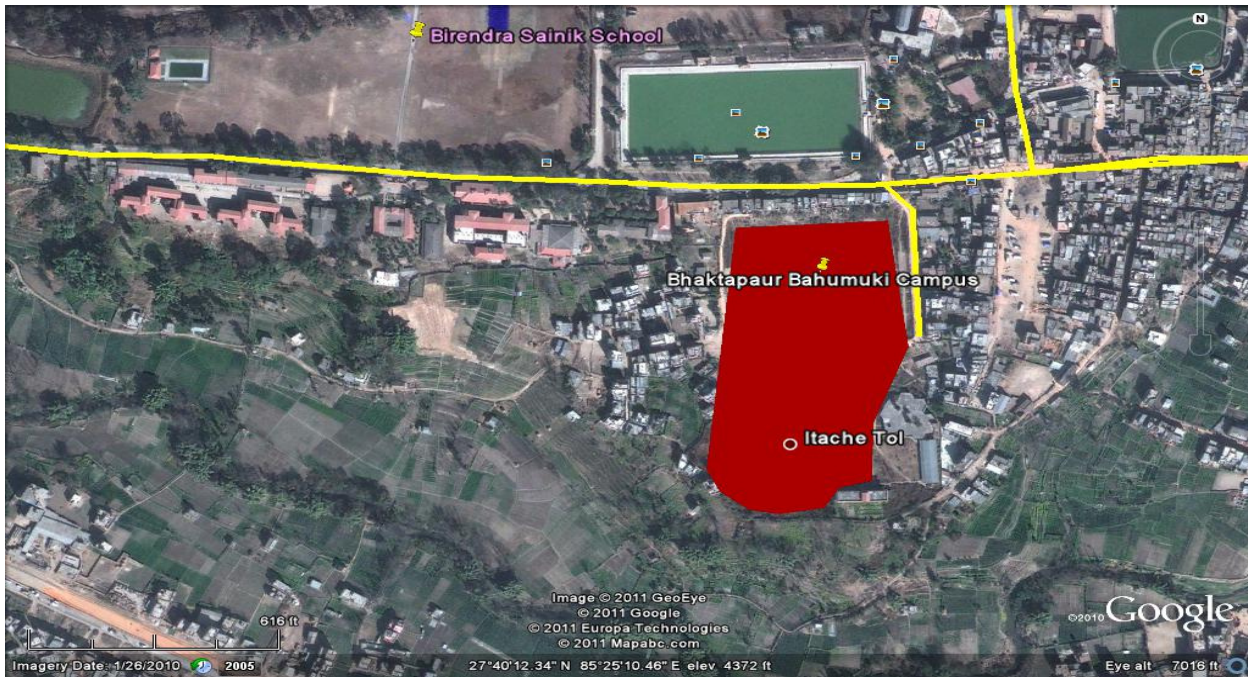 N
Birendra Sainik School
Bhaktapaur Bahumuki Campus
Itache Tol
Image © 2011 GeoEye
© 2011 Google
© 2011 Europa Technologies
© 2011 Mapabc.com
©2010 Google
616 ft
Imagery Date: 1/26/2010 2005 27°40'12.34" N 85°25'10.46" E elev 4372 ft Eye alt 7016 ft